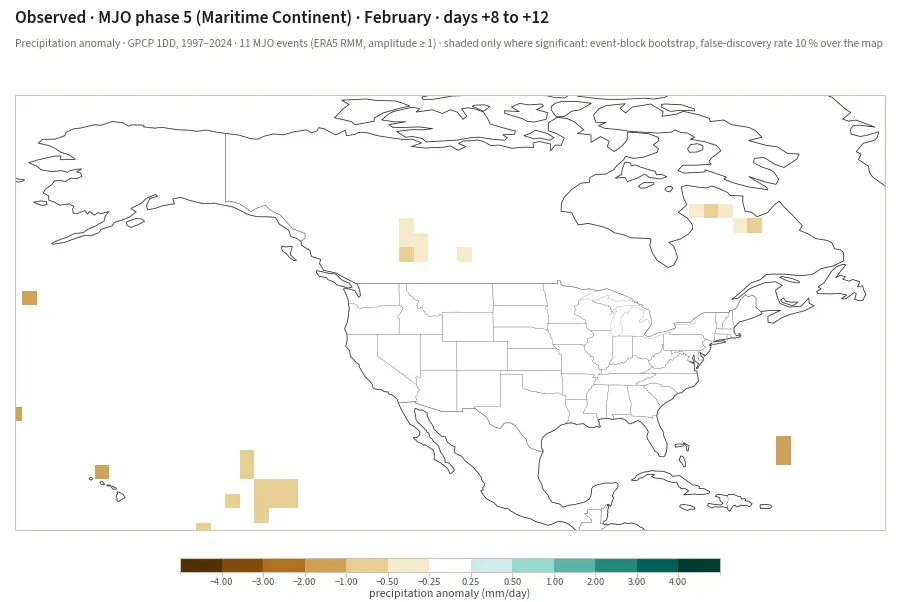 Observed · MJO phase 5 (Maritime Continent) · February · days +8 to +12
Precipitation anomaly · GPCP 1DD, 1997–2024 · 11 MJO events (ERA5 RMM, amplitude ≥ 1) · shaded only where significant: event-block bootstrap, false-discovery rate 10 % over the map
−4.00 −3.00 −2.00 −1.00 −0.50 −0.25 0.25 0.50 1.00 2.00 3.00 4.00
precipitation anomaly (mm/day)